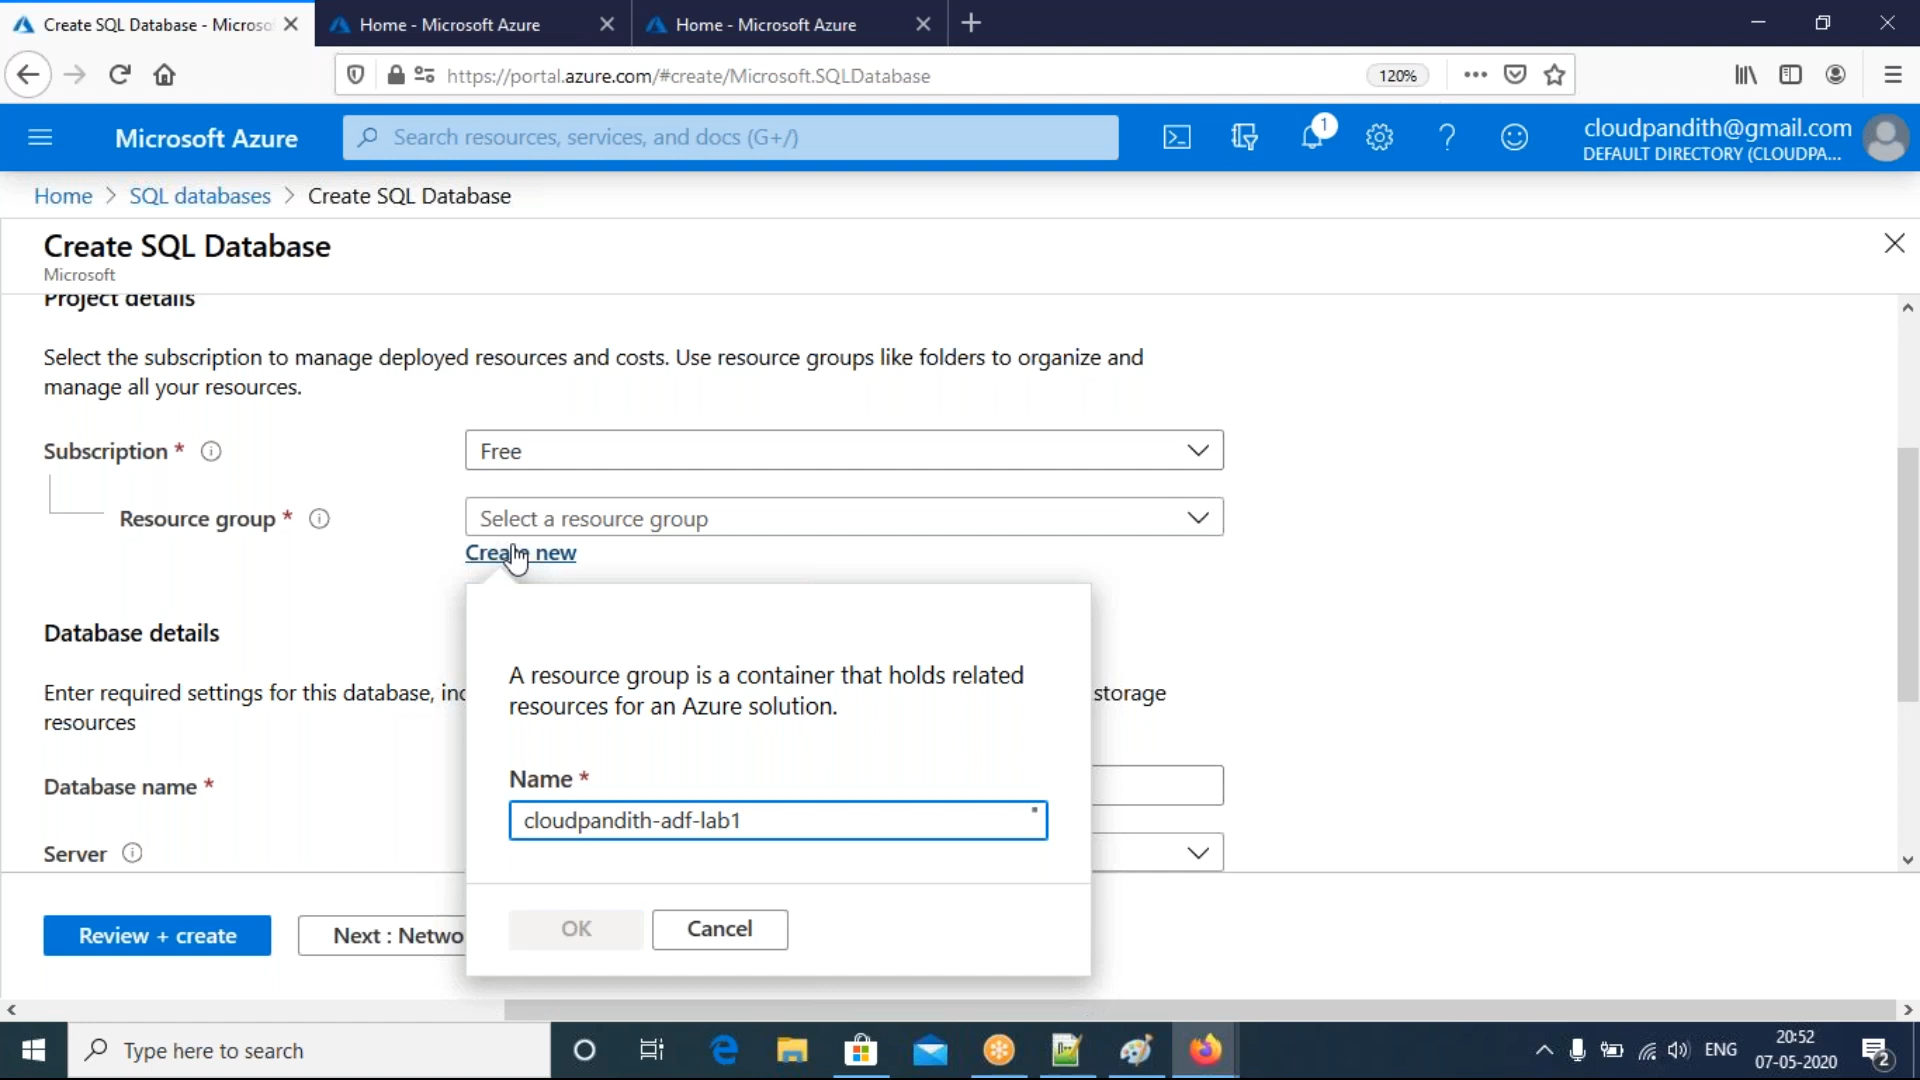 Create SQL Database - Microso
Home - Microsoft Azure
Home - Microsoft Azure
https://portal.azure.com/#create/Microsoft.SQLDatabase
120%
Microsoft Azure
Search resources, services, and docs (G+/)
1
cloudpandith@gmail.com
DEFAULT DIRECTORY (CLOUDPA...
Home > SQL databases > Create SQL Database
Create SQL Database
Microsoft
Project details
Select the subscription to manage deployed resources and costs. Use resource groups like folders to organize and
manage all your resources.
Subscription *
Free
Resource group *
Select a resource group
Create new
A resource group is a container that holds related
resources for an Azure solution.
Name *
cloudpandith-adf-lab1
OK
Cancel
Database details
Enter required settings for this database, inc
storage
resources
Database name *
Server
Review + create
Next : Netwo
Type here to search
ENG
20:52
07-05-2020
2